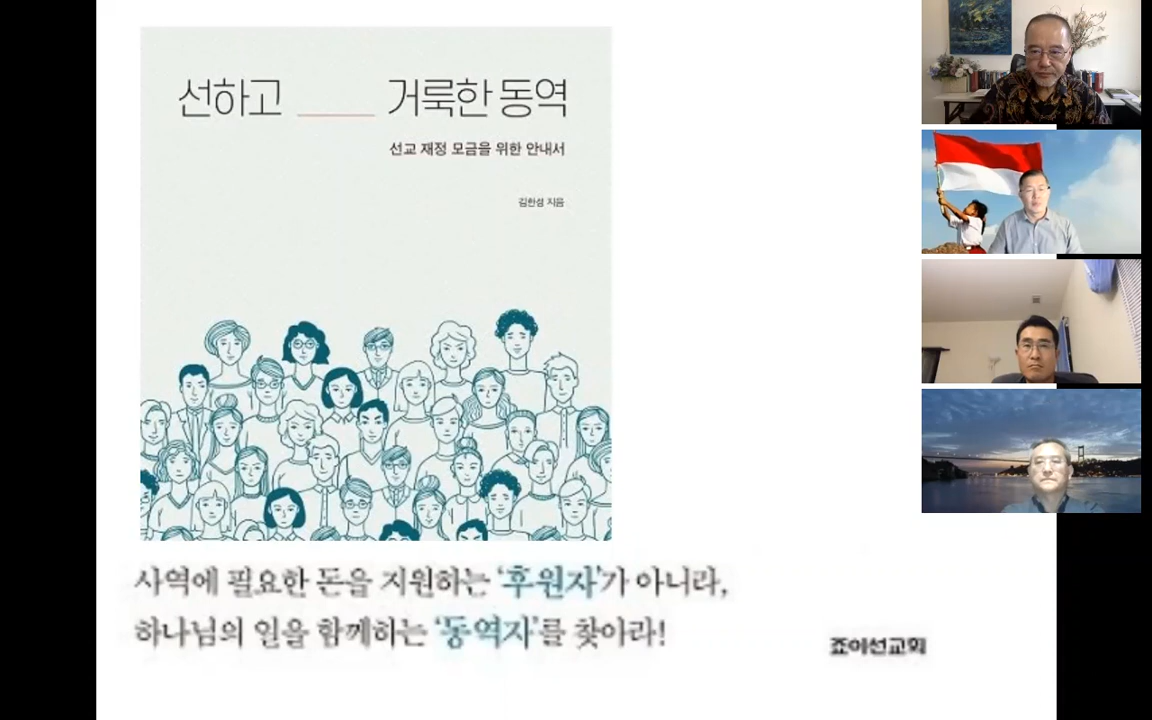 선하고 ____ 거룩한 동역
선교 재정 모금을 위한 안내서
김한성 지음
사역에 필요한 돈을 지원하는 '후원자'가 아니라,
하나님의 일을 함께하는 '동역자'를 찾아라!
죠이선교회